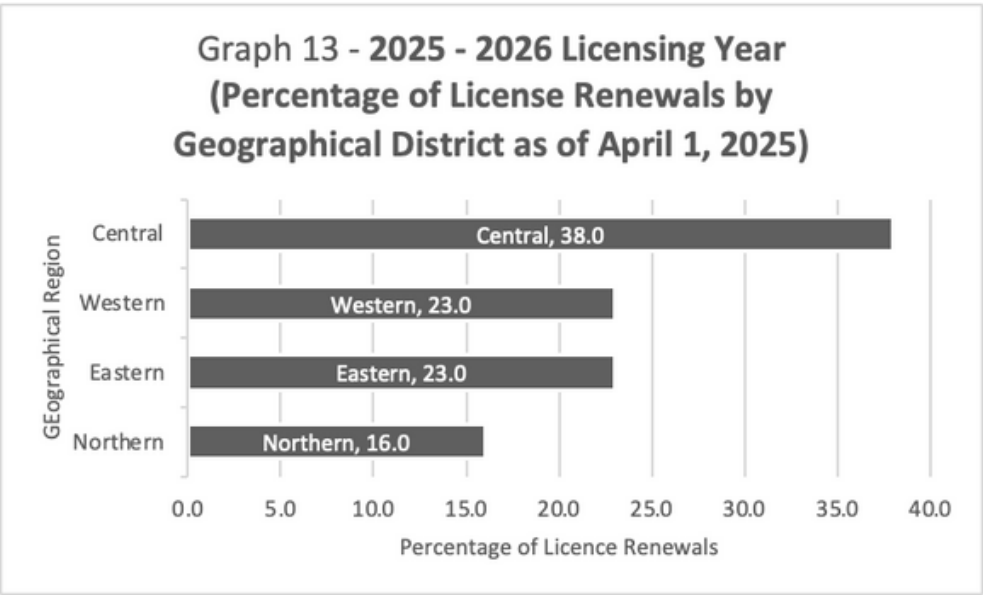 Graph 13 - 2025 - 2026 Licensing Year
(Percentage of License Renewals by
Geographical District as of April 1, 2025)
GEographical Region
Central
Central, 38.0
Western
Western, 23.0
Eastern
Eastern, 23.0
Northern
Northern, 16.0
0.0 5.0 10.0 15.0 20.0 25.0 30.0 35.0 40.0
Percentage of Licence Renewals